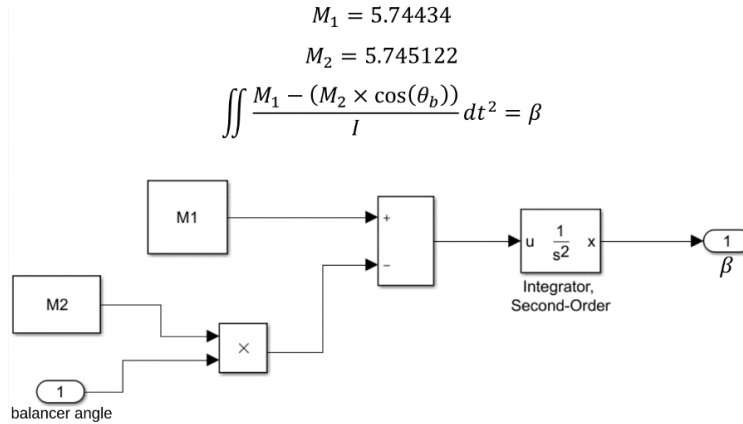 M₁ = 5.74434
M₂ = 5.745122
∬ M₁ − (M₂ × cos(θ_b)) / I dt² = β
M1
+
−
u 1/s² x
1
β
Integrator,
Second-Order
M2
×
1
balancer angle